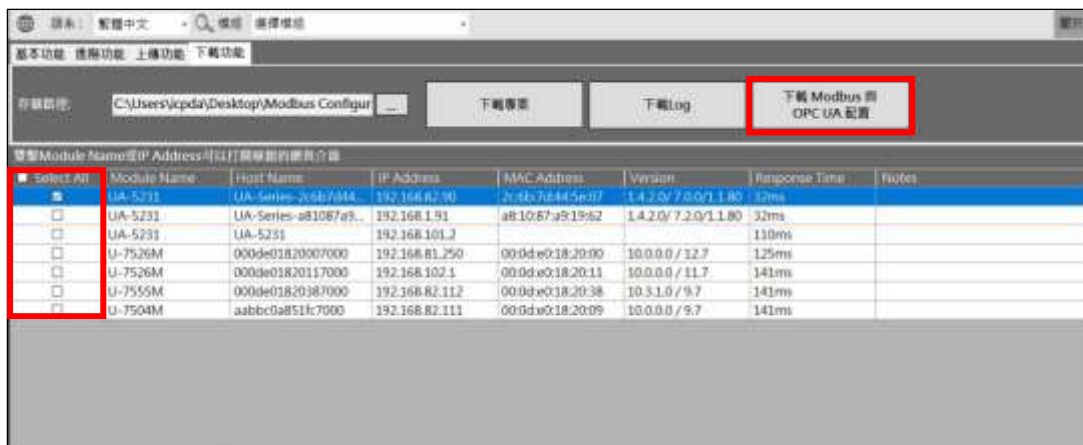 語系: 繁體中文 模組 選擇模組
基本功能 進階功能 上傳功能 下載功能
存檔路徑: C:\Users\icpda\Desktop\Modbus Configur ... 下載專案 下載Log 下載 Modbus 與
OPC UA 配置
雙擊Module Name或IP Address可以打開模組的網頁介面
Select All Module Name Host Name IP Address MAC Address Version Response Time Notes
UA-5231 UA-Series-2c6b7d44... 192.168.82.90 2c:6b:7d:44:5e:07 1.4.2.0/ 7.0.0/1.1.80 32ms
UA-5231 UA-Series-a81087a9... 192.168.1.91 a8:10:87:a9:19:62 1.4.2.0/ 7.2.0/1.1.80 32ms
UA-5231 UA-5231 192.168.101.2 110ms
U-7526M 000de01820007000 192.168.81.250 00:0d:e0:18:20:00 10.0.0.0 / 12.7 125ms
U-7526M 000de01820117000 192.168.102.1 00:0d:e0:18:20:11 10.0.0.0 / 11.7 141ms
U-7555M 000de01820387000 192.168.82.112 00:0d:e0:18:20:38 10.3.1.0 / 9.7 141ms
U-7504M aabbc0a851fc7000 192.168.82.111 00:0d:e0:18:20:09 10.0.0.0 / 9.7 141ms